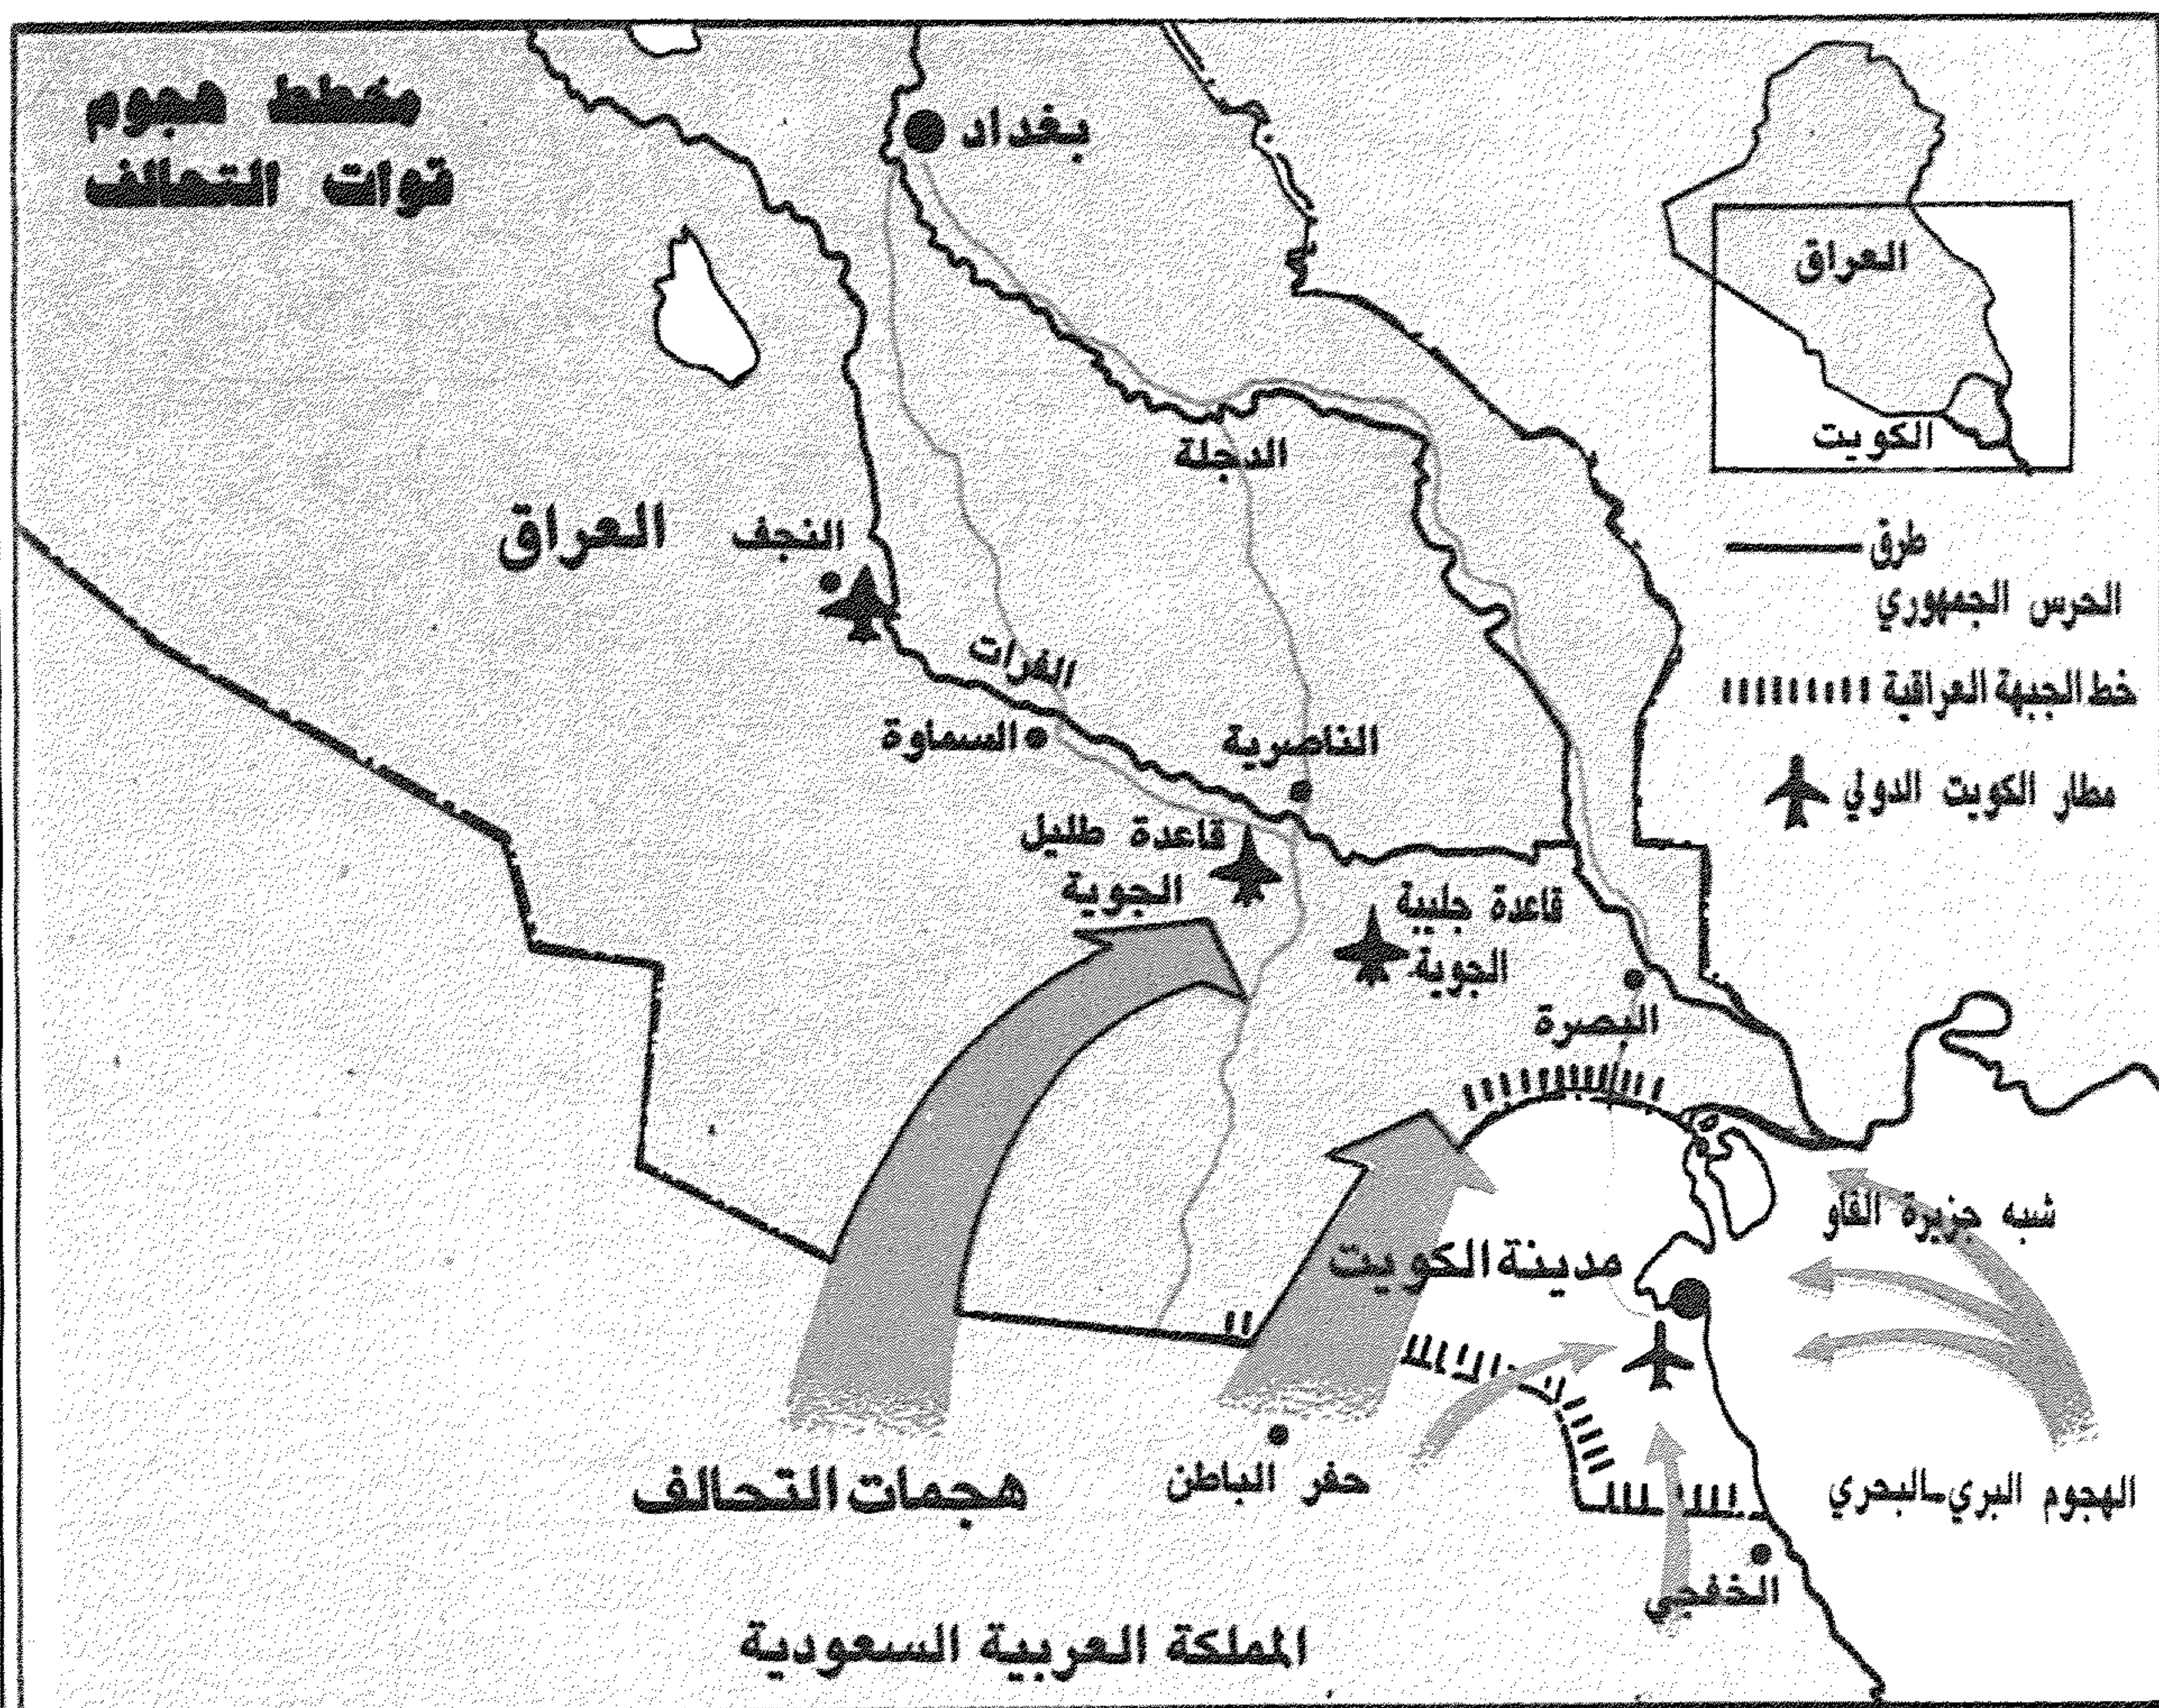 مخطط هجوم
قوات التحالف
بغداد
العراق
الكويت
طرق
الحرس الجمهوري
خط الجبهة العراقية
مطار الكويت الدولي
الدجلة
العراق
النجف
الفرات
السماوة
الناصرية
قاعدة طليل
الجوية
قاعدة جليبة
الجوية
البصرة
شبه جزيرة الفاو
مدينة الكويت
هجمات التحالف
حفر الباطن
الهجوم البري-البحري
الخفجي
المملكة العربية السعودية